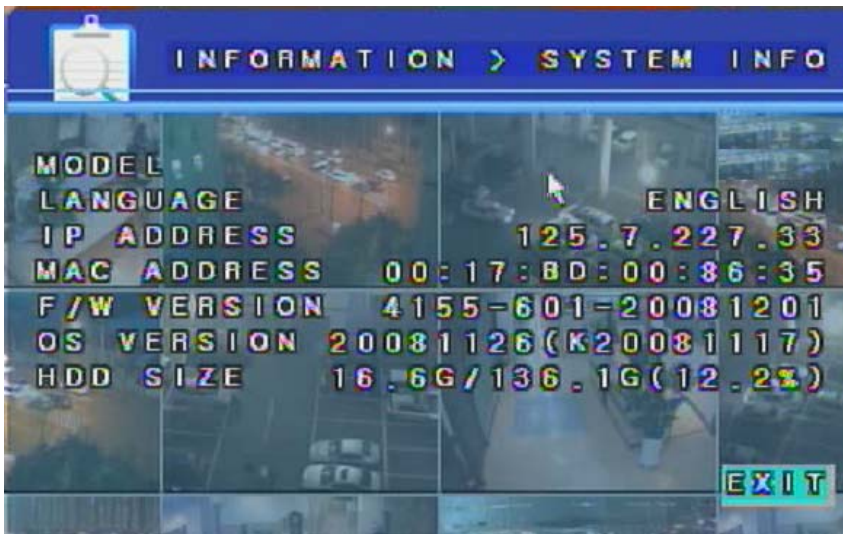 INFORMATION > SYSTEM INFO
MODEL
LANGUAGE ENGLISH
IP ADDRESS 125.7.227.33
MAC ADDRESS 00:17:BD:00:86:35
F/W VERSION 4155-601-20081201
OS VERSION 20081126(K20081117)
HDD SIZE 16.6G/136.1G(12.2%)
EXIT